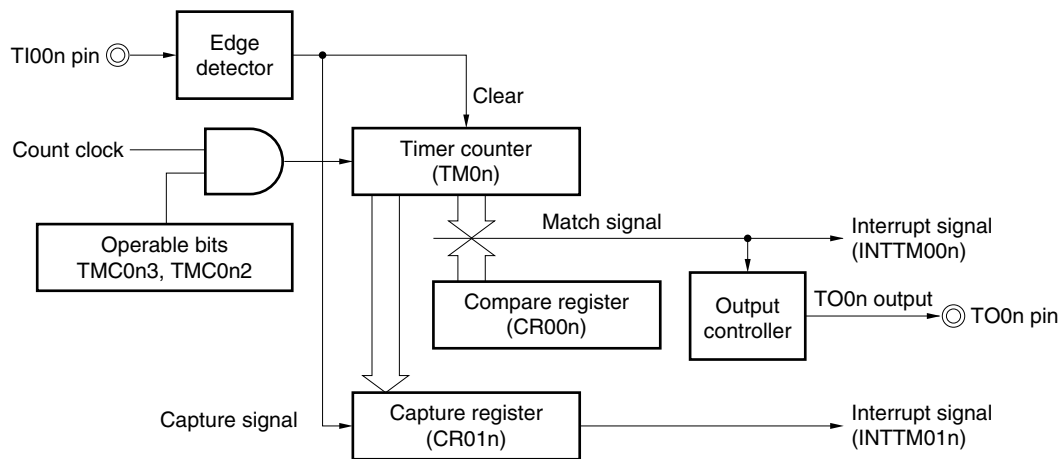 TI00n pin
Edge
detector
Clear
Count clock
Timer counter
(TM0n)
Operable bits
TMC0n3, TMC0n2
Match signal
Interrupt signal
(INTTM00n)
Compare register
(CR00n)
Output
controller
TO0n output
TO0n pin
Capture signal
Capture register
(CR01n)
Interrupt signal
(INTTM01n)